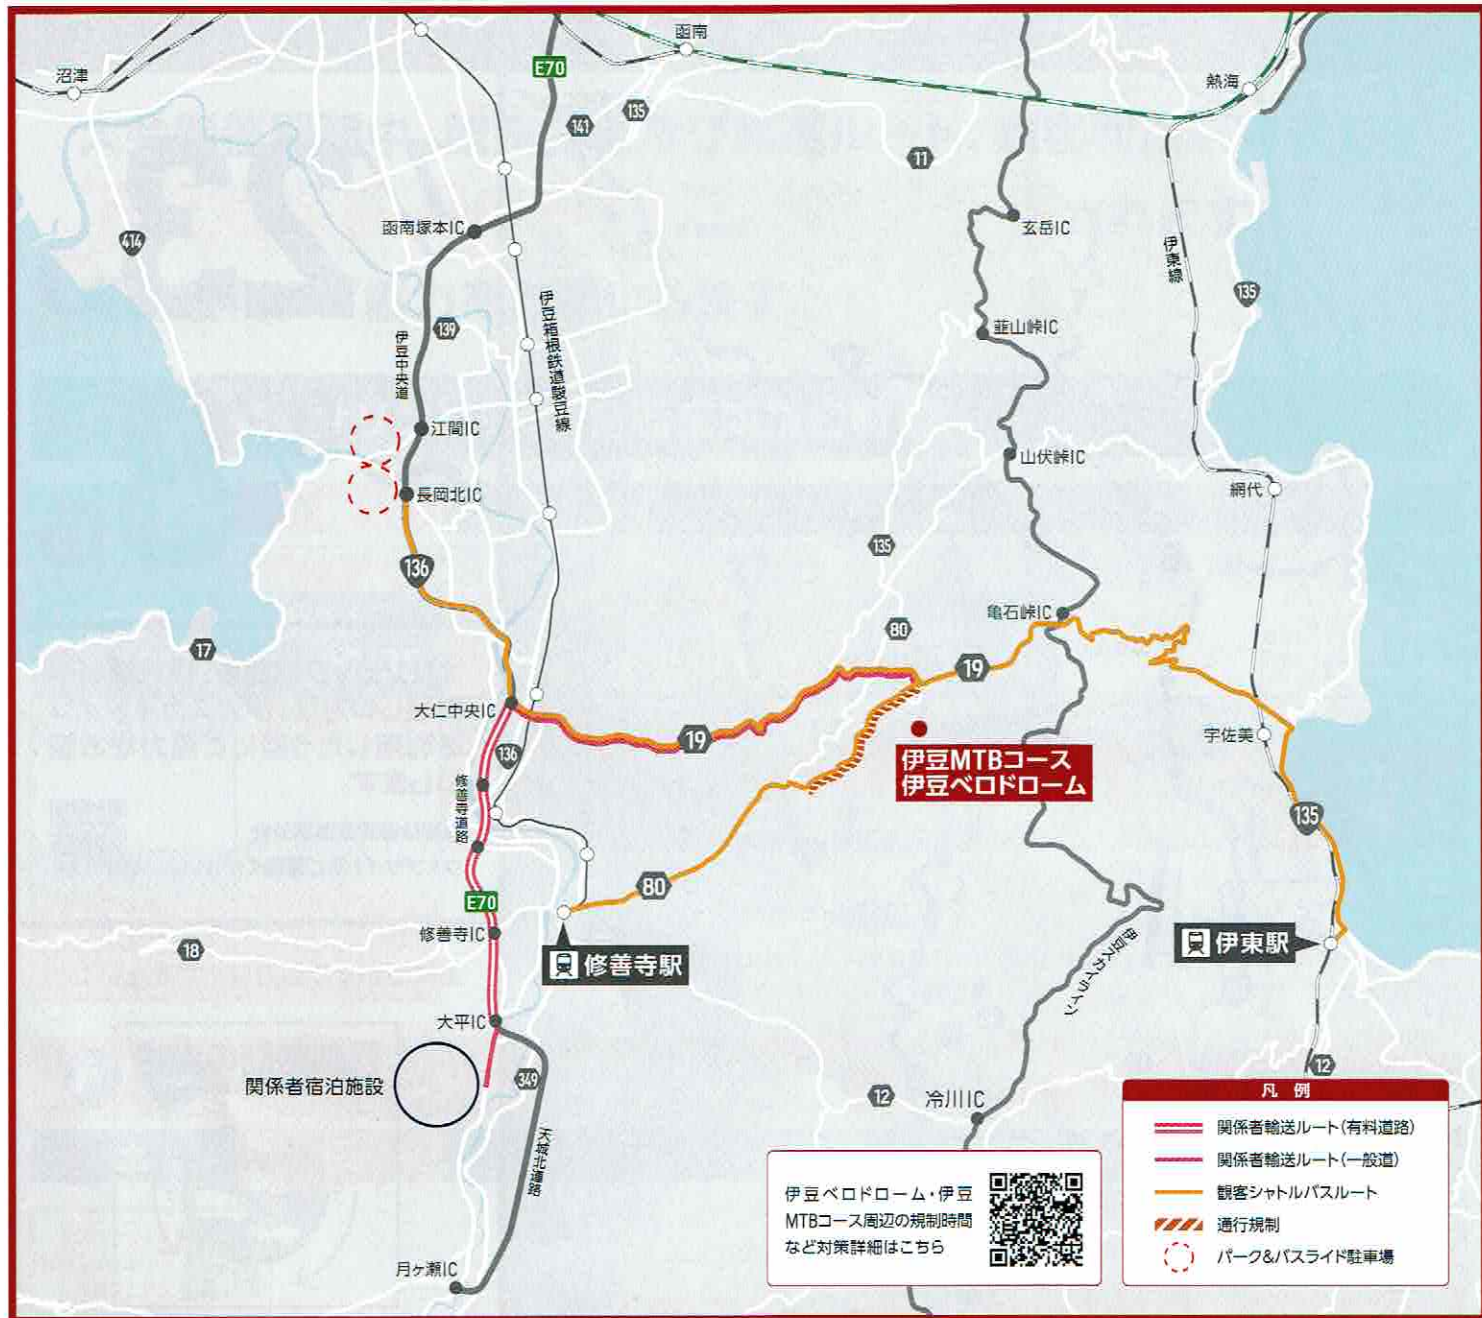 函南
沼津
E70
熱海
135
141
11
函南塚本IC
玄岳IC
414
伊東線
135
伊豆箱根鉄道駿豆線
139
韮山峠IC
伊豆中央道
江間IC
山伏峠IC
長岡北IC
網代
135
136
亀石峠IC
80
17
19
大仁中央IC
19
宇佐美
136
伊豆MTBコース
伊豆ベロドローム
修善寺道路
135
80
E70
修善寺IC
18
修善寺駅
伊東駅
伊豆スカイライン
大平IC
関係者宿泊施設
349
12
12
冷川IC
天城北道路
月ヶ瀬IC
伊豆ベロドローム・伊豆
MTBコース周辺の規制時間
など対策詳細はこちら
凡例
関係者輸送ルート(有料道路)
関係者輸送ルート(一般道)
観客シャトルバスルート
通行規制
パーク&バスライド駐車場